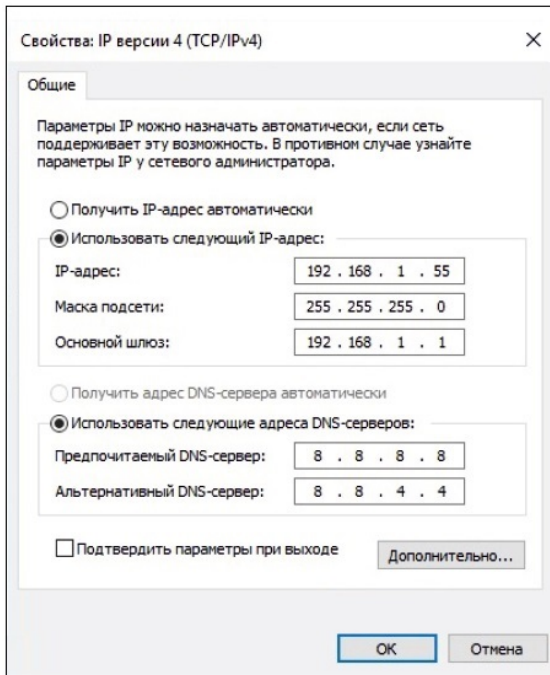 Свойства: IP версии 4 (TCP/IPv4)
Общие
Параметры IP можно назначать автоматически, если сеть
поддерживает эту возможность. В противном случае узнайте
параметры IP у сетевого администратора.
Получить IP-адрес автоматически
Использовать следующий IP-адрес:
IP-адрес: 192 . 168 . 1 . 55
Маска подсети: 255 . 255 . 255 . 0
Основной шлюз: 192 . 168 . 1 . 1
Получить адрес DNS-сервера автоматически
Использовать следующие адреса DNS-серверов:
Предпочитаемый DNS-сервер: 8 . 8 . 8 . 8
Альтернативный DNS-сервер: 8 . 8 . 4 . 4
Подтвердить параметры при выходе Дополнительно...
ОК Отмена